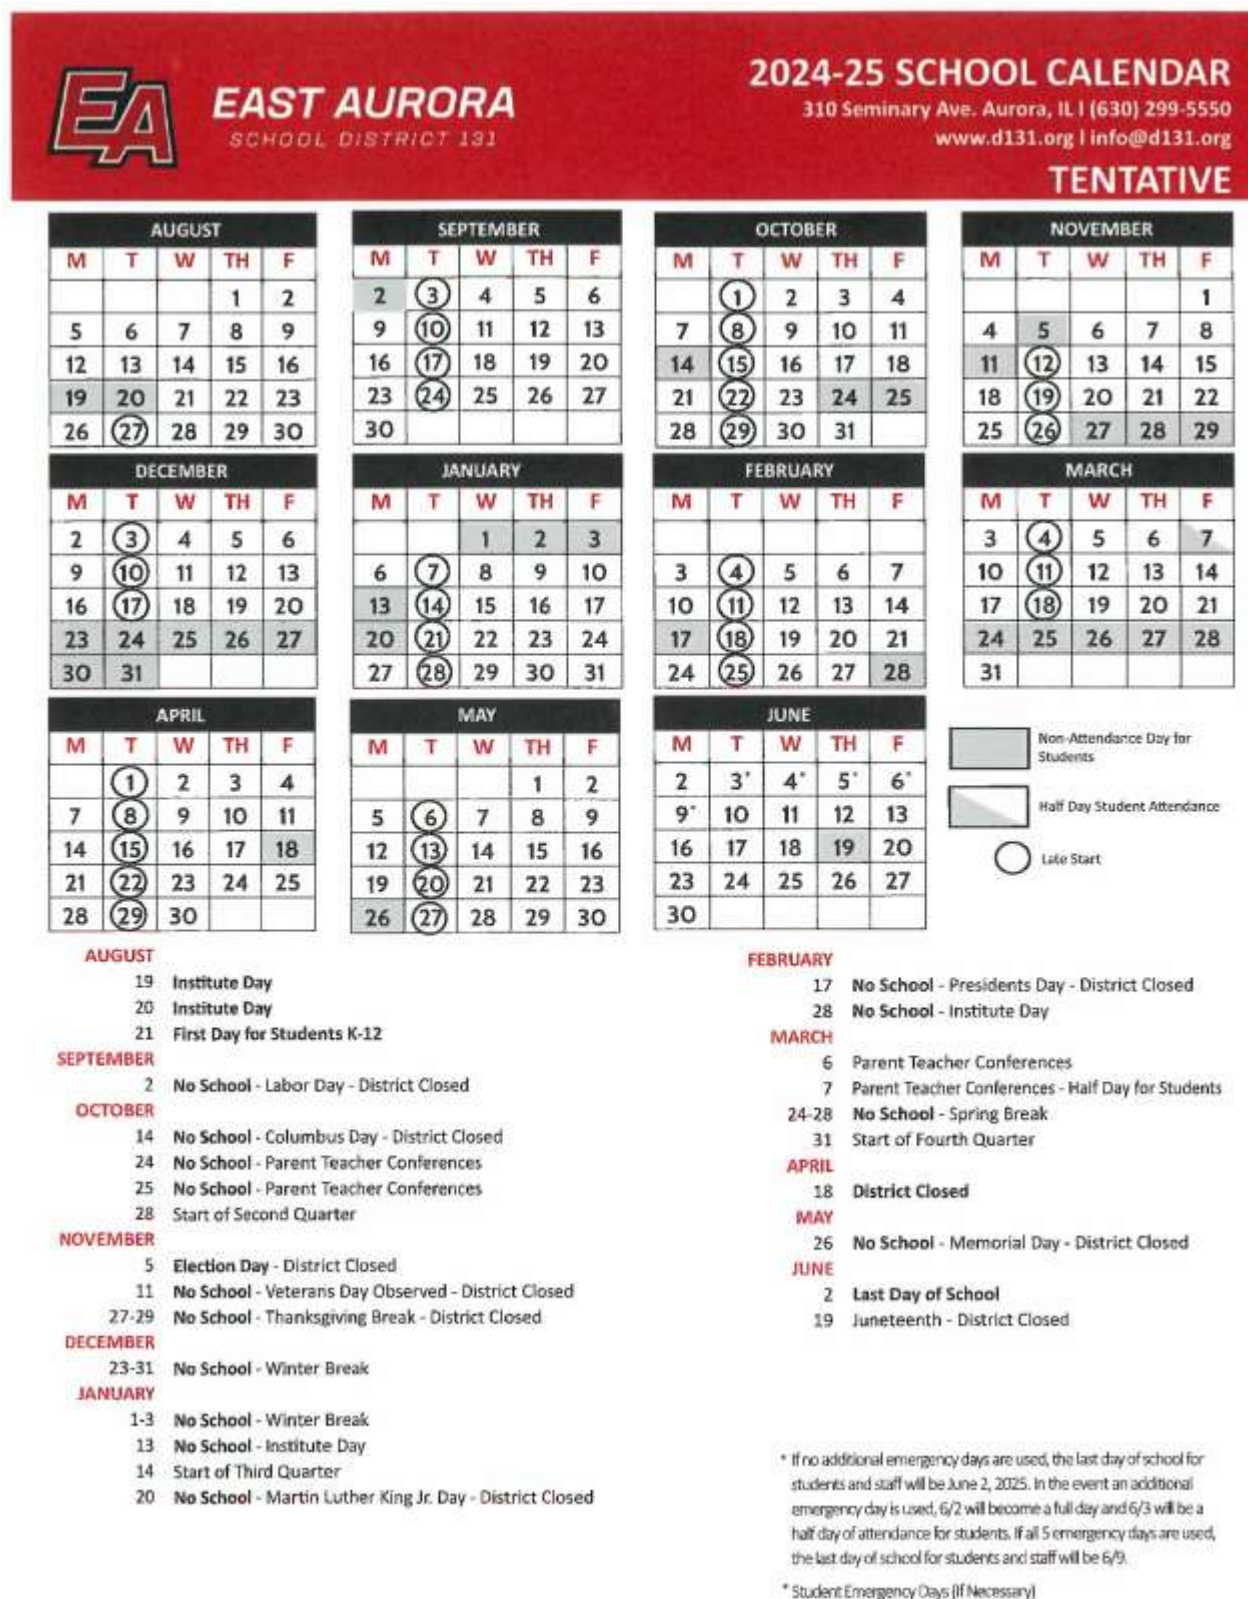 EA
EAST AURORA
SCHOOL DISTRICT 131
2024-25 SCHOOL CALENDAR
310 Seminary Ave. Aurora, IL I (630) 299-5550
www.d131.org I info@d131.org
TENTATIVE
AUGUST
M T W TH F
1 2
5 6 7 8 9
12 13 14 15 16
19 20 21 22 23
26 27 28 29 30
SEPTEMBER
M T W TH F
2 3 4 5 6
9 10 11 12 13
16 17 18 19 20
23 24 25 26 27
30
OCTOBER
M T W TH F
1 2 3 4
7 8 9 10 11
14 15 16 17 18
21 22 23 24 25
28 29 30 31
NOVEMBER
M T W TH F
1
4 5 6 7 8
11 12 13 14 15
18 19 20 21 22
25 26 27 28 29
DECEMBER
M T W TH F
2 3 4 5 6
9 10 11 12 13
16 17 18 19 20
23 24 25 26 27
30 31
JANUARY
M T W TH F
1 2 3
6 7 8 9 10
13 14 15 16 17
20 21 22 23 24
27 28 29 30 31
FEBRUARY
M T W TH F
3 4 5 6 7
10 11 12 13 14
17 18 19 20 21
24 25 26 27 28
MARCH
M T W TH F
3 4 5 6 7
10 11 12 13 14
17 18 19 20 21
24 25 26 27 28
31
APRIL
M T W TH F
1 2 3 4
7 8 9 10 11
14 15 16 17 18
21 22 23 24 25
28 29 30
MAY
M T W TH F
1 2
5 6 7 8 9
12 13 14 15 16
19 20 21 22 23
26 27 28 29 30
JUNE
M T W TH F
2 3* 4* 5* 6*
9* 10 11 12 13
16 17 18 19 20
23 24 25 26 27
30
Non-Attendance Day for
Students
Half Day Student Attendance
Late Start
AUGUST
19 Institute Day
20 Institute Day
21 First Day for Students K-12
SEPTEMBER
2 No School - Labor Day - District Closed
OCTOBER
14 No School - Columbus Day - District Closed
24 No School - Parent Teacher Conferences
25 No School - Parent Teacher Conferences
28 Start of Second Quarter
NOVEMBER
5 Election Day - District Closed
11 No School - Veterans Day Observed - District Closed
27-29 No School - Thanksgiving Break - District Closed
DECEMBER
23-31 No School - Winter Break
JANUARY
1-3 No School - Winter Break
13 No School - Institute Day
14 Start of Third Quarter
20 No School - Martin Luther King Jr. Day - District Closed
FEBRUARY
17 No School - Presidents Day - District Closed
28 No School - Institute Day
MARCH
6 Parent Teacher Conferences
7 Parent Teacher Conferences - Half Day for Students
24-28 No School - Spring Break
31 Start of Fourth Quarter
APRIL
18 District Closed
MAY
26 No School - Memorial Day - District Closed
JUNE
2 Last Day of School
19 Juneteenth - District Closed
* If no additional emergency days are used, the last day of school for
students and staff will be June 2, 2025. In the event an additional
emergency day is used, 6/2 will become a full day and 6/3 will be a
half day of attendance for students. If all 5 emergency days are used,
the last day of school for students and staff will be 6/9.
* Student Emergency Days (If Necessary)